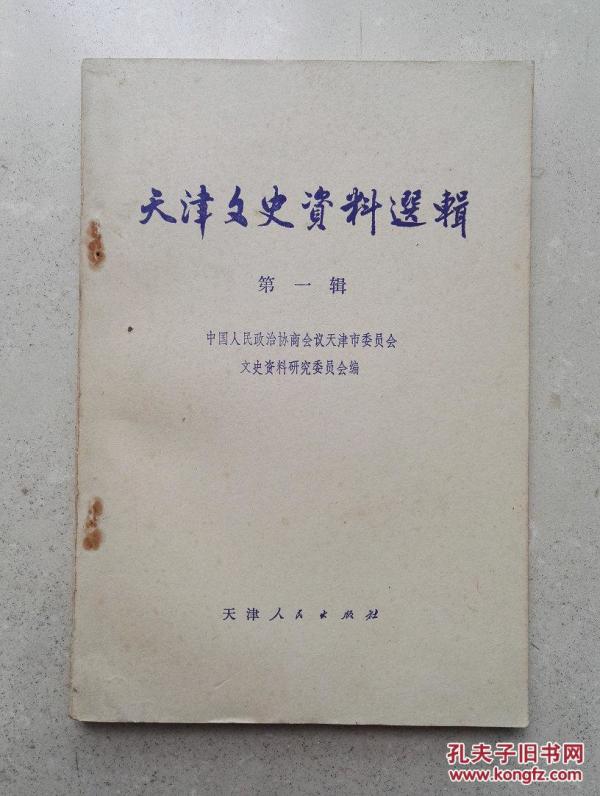 天津文史資料選輯
第一辑
中国人民政治协商会议天津市委员会
文史资料研究委员会编
天津人民出版社
孔夫子旧书网
www.kongfz.com